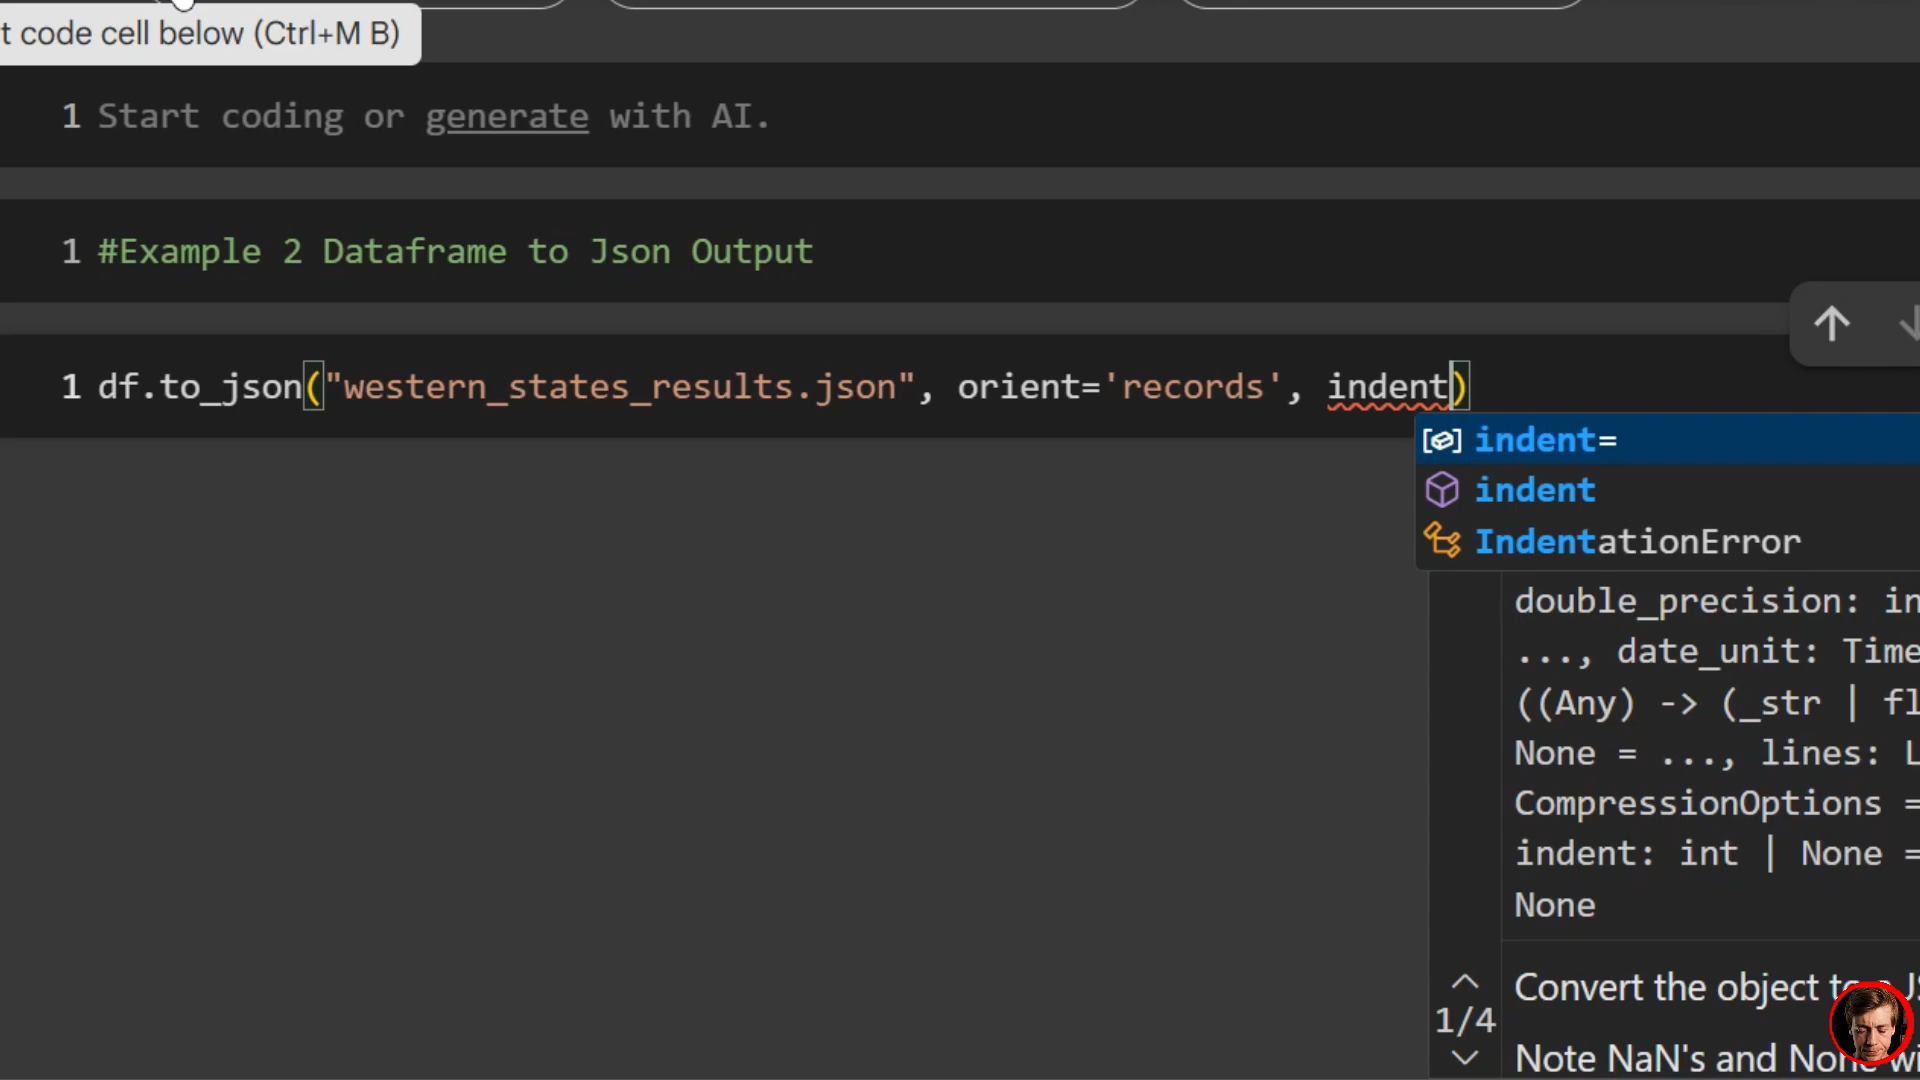 t code cell below (Ctrl+M B)
1 Start coding or generate with AI.
1 #Example 2 Dataframe to Json Output
1 df.to_json("western_states_results.json", orient='records', indent)
indent=
indent
IndentationError
double_precision: in
..., date_unit: Time
((Any) -> (_str | fl
None = ..., lines: L
CompressionOptions =
indent: int | None =
None
Convert the object to a JS
1/4
Note NaN's and None wi